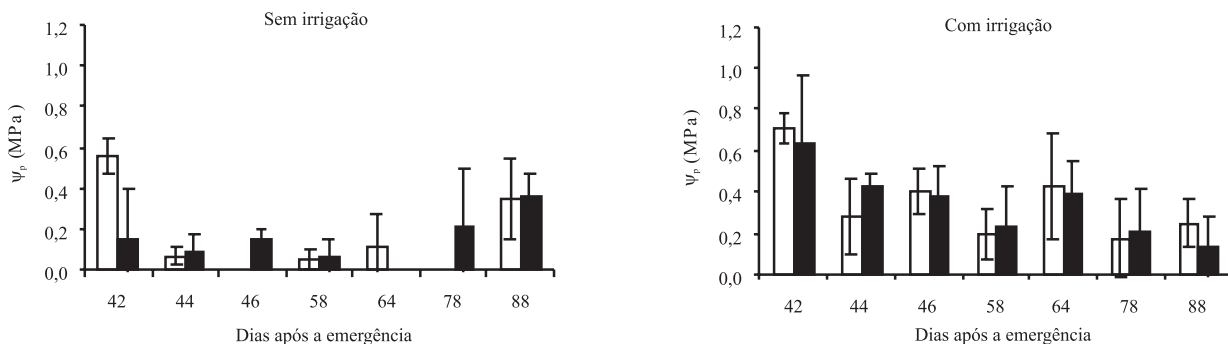 Sem irrigação
1,2
1,0
0,8
0,6
0,4
0,2
0,0
Ψp (MPa)
42 44 46 58 64 78 88
Dias após a emergência
Com irrigação
1,2
1,0
0,8
0,6
0,4
0,2
0,0
Ψp (MPa)
42 44 46 58 64 78 88
Dias após a emergência